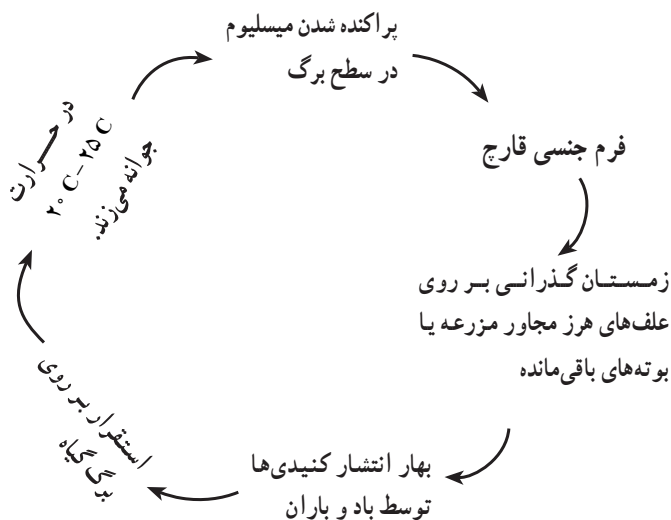 پراکنده شدن میسلیوم
در سطح برگ
فرم جنسی قارچ
زمستان گذرانی بر روی
علف‌های هرز مجاور مزرعه یا
بوته‌های باقی‌مانده
بهار انتشار کنیدی‌ها
توسط باد و باران
استقرار بر روی
برگ گیاه
در حرارت
۲۰ C – ۲۵ C
جوانه می‌زند.